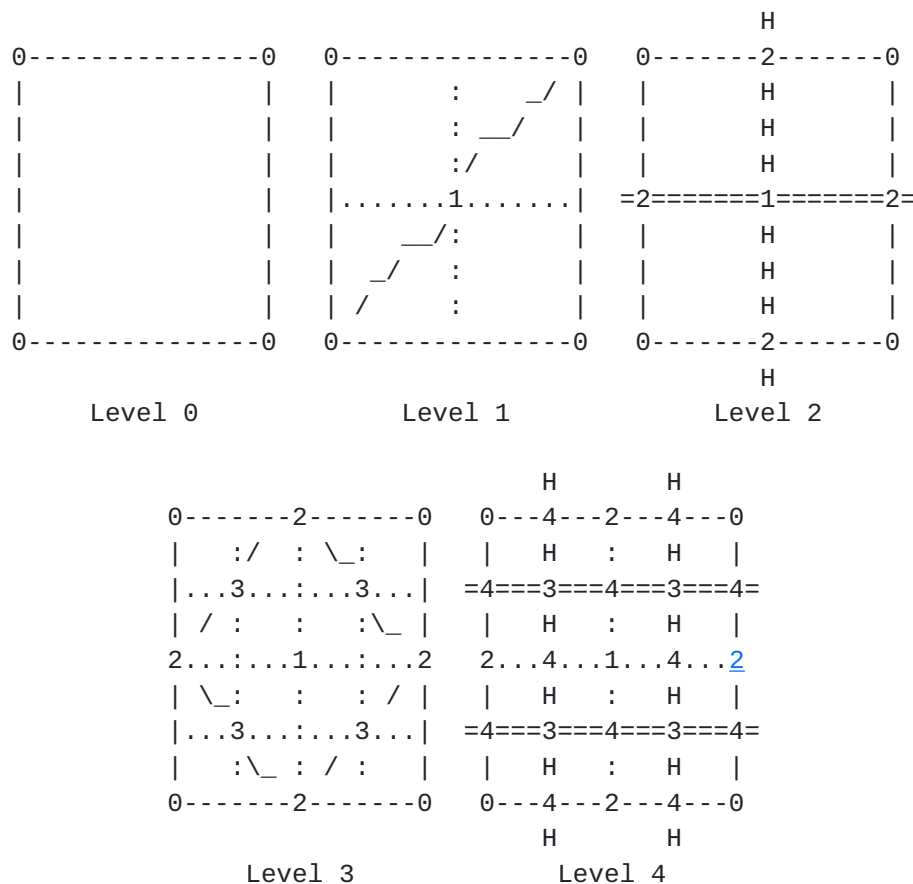 H
0---------------0   0---------------0   0-------2-------0
|               |   |       :    _/ |   |       H       |
|               |   |       : __/   |   |       H       |
|               |   |       :/      |   |       H       |
|               |   |.......1.......|  =2=======1=======2=
|               |   |    __/:       |   |       H       |
|               |   |  _/   :       |   |       H       |
|               |   | /     :       |   |       H       |
0---------------0   0---------------0   0-------2-------0
                                                H
     Level 0             Level 1             Level 2

                        H       H
0-------2-------0   0---4---2---4---0
|   :/  : \_:   |   |   H   :   H   |
|...3...:...3...|  =4===3===4===3===4=
| / :   :   :\_ |   |   H   :   H   |
2...:...1...:...2   2...4...1...4...2
| \_:   :   : / |   |   H   :   H   |
|...3...:...3...|  =4===3===4===3===4=
|   :\_ : / :   |   |   H   :   H   |
0-------2-------0   0---4---2---4---0
                        H       H
     Level 3             Level 4